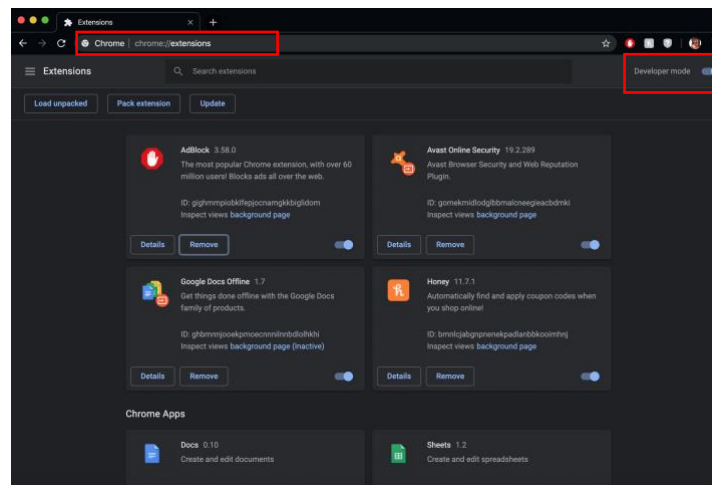 Extensions
Chrome | chrome://extensions
Extensions
Search extensions
Developer mode
Load unpacked
Pack extension
Update
AdBlock 3.58.0
The most popular Chrome extension, with over 60
million users! Blocks ads all over the web.
ID: gighmmpiobklfepjocnamgkkbiglidom
Inspect views background page
Details
Remove
Avast Online Security 19.2.289
Avast Browser Security and Web Reputation
Plugin.
ID: gomekmidlodglbbmalcneegieacbdmki
Inspect views background page
Details
Remove
Google Docs Offline 1.7
Get things done offline with the Google Docs
family of products.
ID: ghbmnnjooekpmoecnnnilnnbdlolhkhi
Inspect views background page (Inactive)
Details
Remove
Honey 11.7.1
Automatically find and apply coupon codes when
you shop online!
ID: bmnlcjabgnpnenekpadlanbbkooimhnj
Inspect views background page
Details
Remove
Chrome Apps
Docs 0.10
Create and edit documents
Sheets 1.2
Create and edit spreadsheets